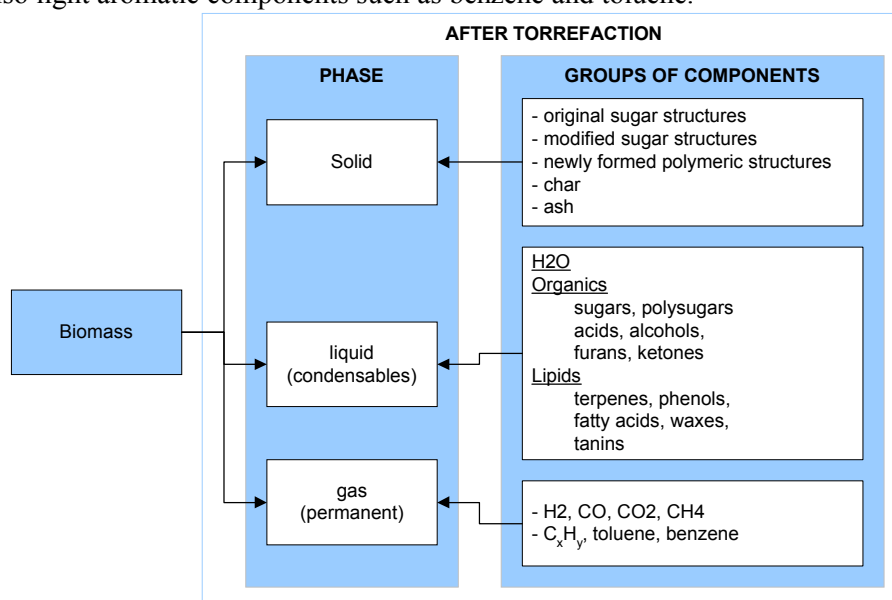 so light aromatic components such as benzene and toluene.
AFTER TORREFACTION
PHASE
GROUPS OF COMPONENTS
Biomass
Solid
- original sugar structures
- modified sugar structures
- newly formed polymeric structures
- char
- ash
liquid
(condensables)
H2O
Organics
sugars, polysugars
acids, alcohols,
furans, ketones
Lipids
terpenes, phenols,
fatty acids, waxes,
tanins
gas
(permanent)
- H2, CO, CO2, CH4
- CxHy, toluene, benzene